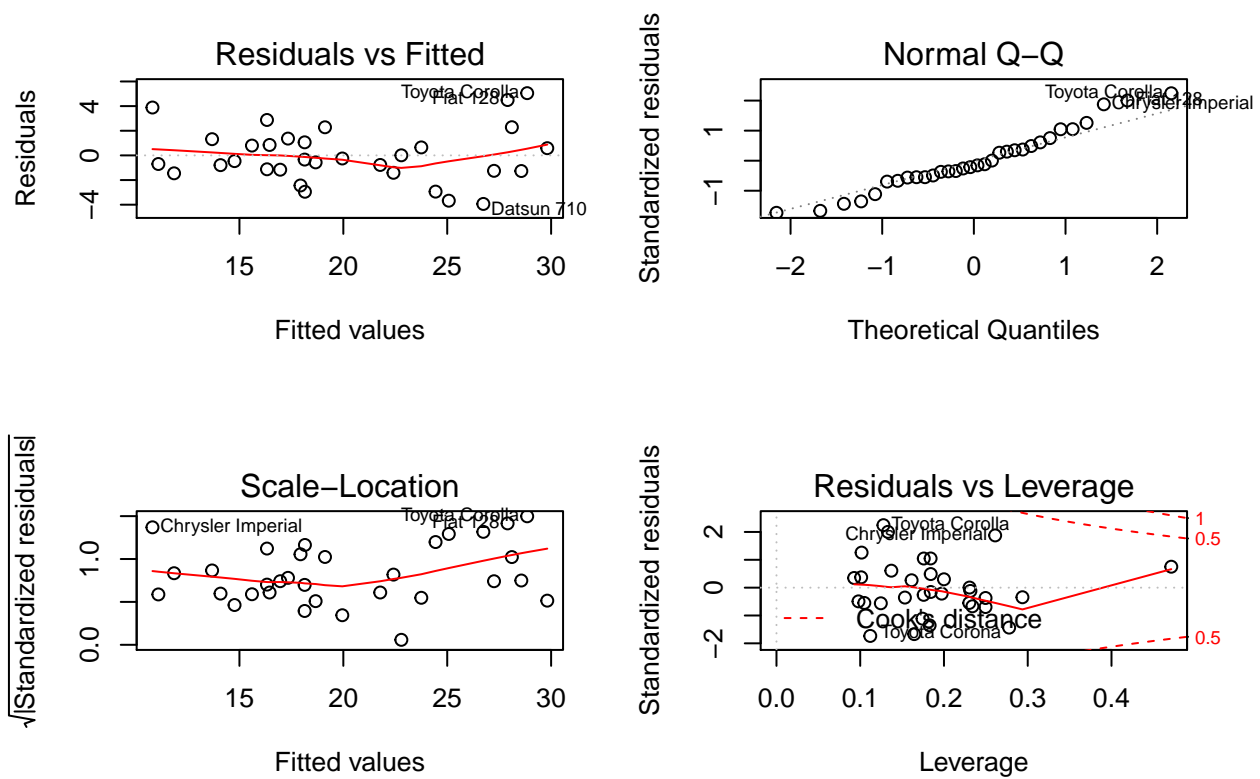 Residuals vs Fitted
Residuals
4
0
−4
Toyota Corolla
Fiat 128
Datsun 710
15
20
25
30
Fitted values
Normal Q−Q
Standardized residuals
1
−1
Toyota Corolla
Fiat 128
Chrysler Imperial
−2
−1
0
1
2
Theoretical Quantiles
Scale−Location
√|Standardized residuals|
1.0
0.0
Chrysler Imperial
Toyota Corolla
Fiat 128
15
20
25
30
Fitted values
Residuals vs Leverage
Standardized residuals
2
0
−2
Toyota Corolla
Chrysler Imperial
Cook's distance
Toyota Corona
1
0.5
0.5
0.0
0.1
0.2
0.3
0.4
Leverage